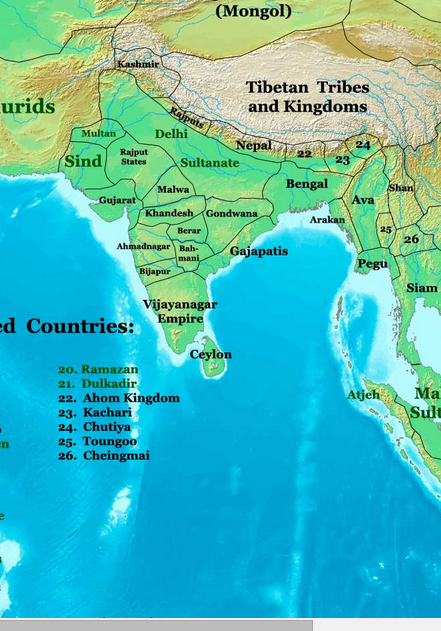 (Mongol)
Kashmir
Tibetan Tribes
and Kingdoms
urids
Rajputs
Multan
Delhi
Nepal
22
23
24
Sind
Rajput
States
Sultanate
Shan
Malwa
Bengal
Ava
Gujarat
Khandesh
Gondwana
Arakan
25
26
Berar
Ahmadnagar
Bah-
mani
Gajapatis
Bijapur
Pegu
Siam
Vijayanagar
Empire
ed Countries:
Ceylon
20. Ramazan
21. Dulkadir
22. Ahom Kingdom
23. Kachari
24. Chutiya
25. Toungoo
26. Cheingmai
Atjeh
Ma
Sult
en
e